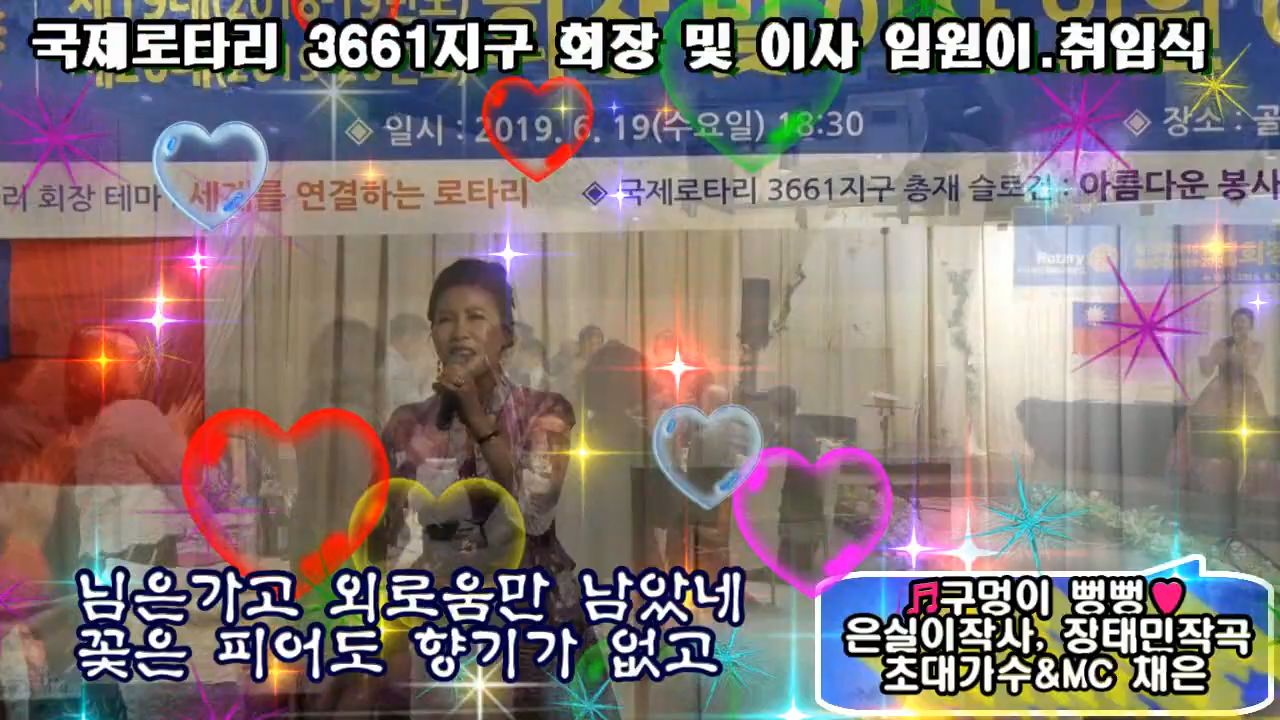 국제로타리 3661지구 회장 및 이사 임원이.취임식
◈ 일시 : 2019. 6. 19(수요일) 18:30
◈ 장소 : 골
리 회장 테마 세계를 연결하는 로타리
◈ 국제로타리 3661지구 총재 슬로건 : 아름다운 봉사
Rotary
님은가고 외로움만 남았네
꽃은 피어도 향기가 없고
🎵구멍이 뻥뻥♥
은실이작사, 장태민작곡
초대가수&MC 채은